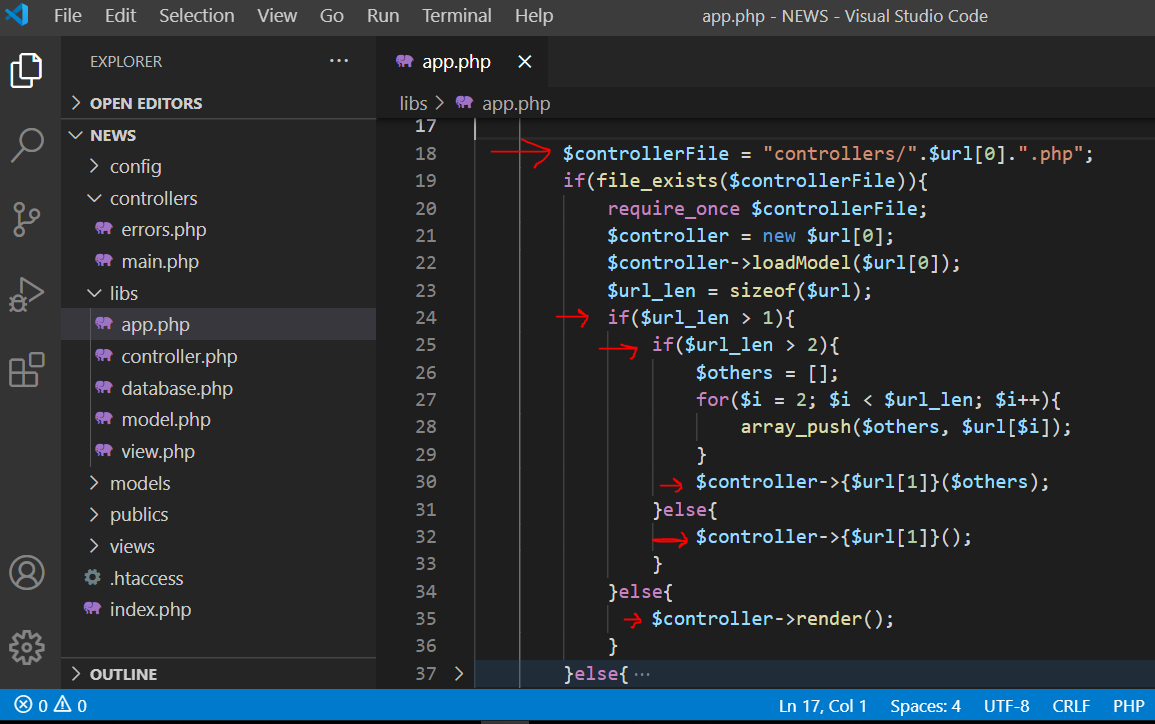 File Edit Selection View Go Run Terminal Help app.php - NEWS - Visual Studio Code
EXPLORER ···
OPEN EDITORS
NEWS
config
controllers
errors.php
main.php
libs
app.php
controller.php
database.php
model.php
view.php
models
publics
views
.htaccess
index.php
OUTLINE
app.php
libs > app.php
17
18 $controllerFile = "controllers/".$url[0].".php";
19 if(file_exists($controllerFile)){
20 require_once $controllerFile;
21 $controller = new $url[0];
22 $controller->loadModel($url[0]);
23 $url_len = sizeof($url);
24 if($url_len > 1){
25 if($url_len > 2){
26 $others = [];
27 for($i = 2; $i < $url_len; $i++){
28 array_push($others, $url[$i]);
29 }
30 $controller->{$url[1]}($others);
31 }else{
32 $controller->{$url[1]}();
33 }
34 }else{
35 $controller->render();
36 }
37 }else{ ···
0 0 Ln 17, Col 1 Spaces: 4 UTF-8 CRLF PHP